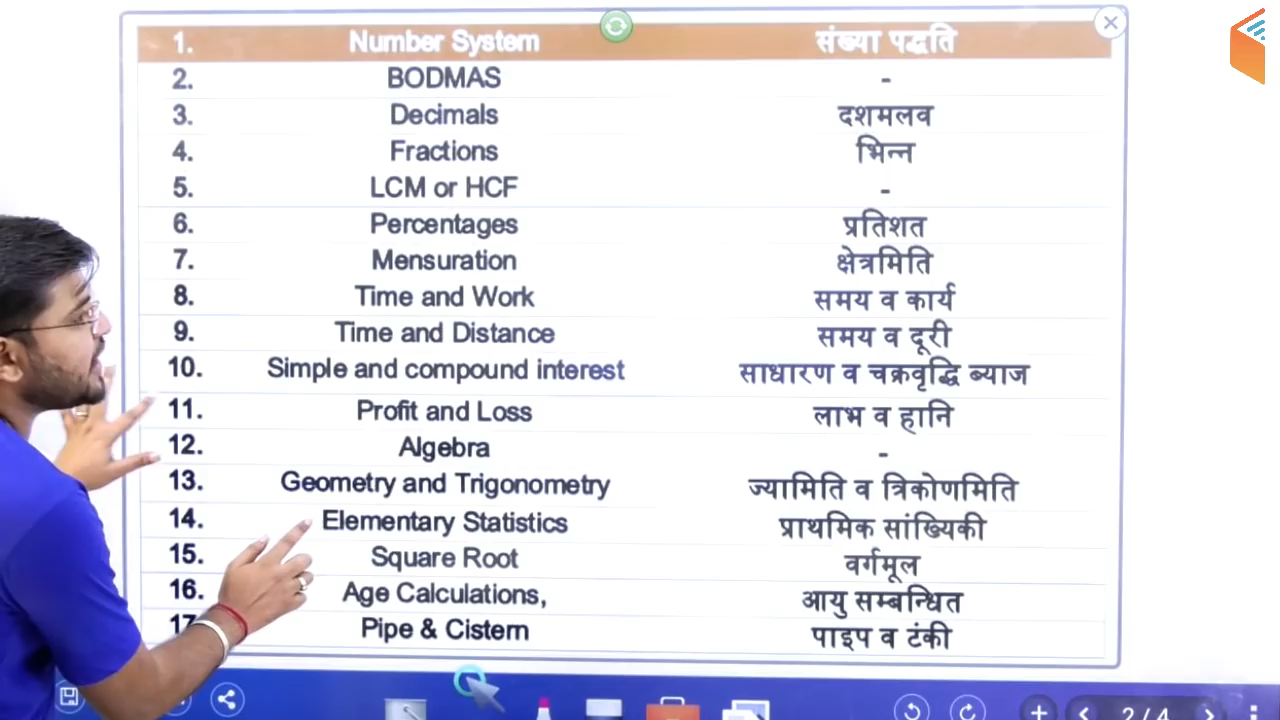 1. Number System संख्या पद्धति
2. BODMAS -
3. Decimals दशमलव
4. Fractions भिन्न
5. LCM or HCF -
6. Percentages प्रतिशत
7. Mensuration क्षेत्रमिति
8. Time and Work समय व कार्य
9. Time and Distance समय व दूरी
10. Simple and compound interest साधारण व चक्रवृद्धि ब्याज
11. Profit and Loss लाभ व हानि
12. Algebra -
13. Geometry and Trigonometry ज्यामिति व त्रिकोणमिति
14. Elementary Statistics प्राथमिक सांख्यिकी
15. Square Root वर्गमूल
16. Age Calculations, आयु सम्बन्धित
17 Pipe & Cistern पाइप व टंकी
2 / 4